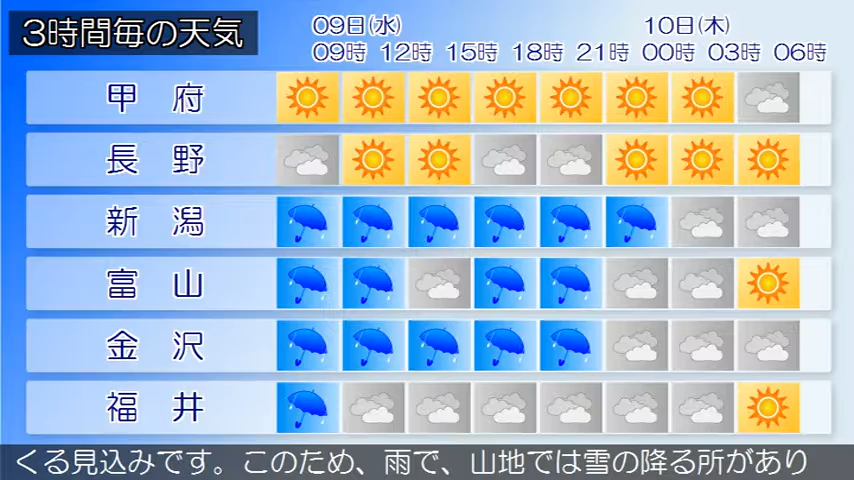 3時間毎の天気
09日(水) 10日(木)
09時 12時 15時 18時 21時 00時 03時 06時
甲府
長野
新潟
富山
金沢
福井
くる見込みです。このため、雨で、山地では雪の降る所があり